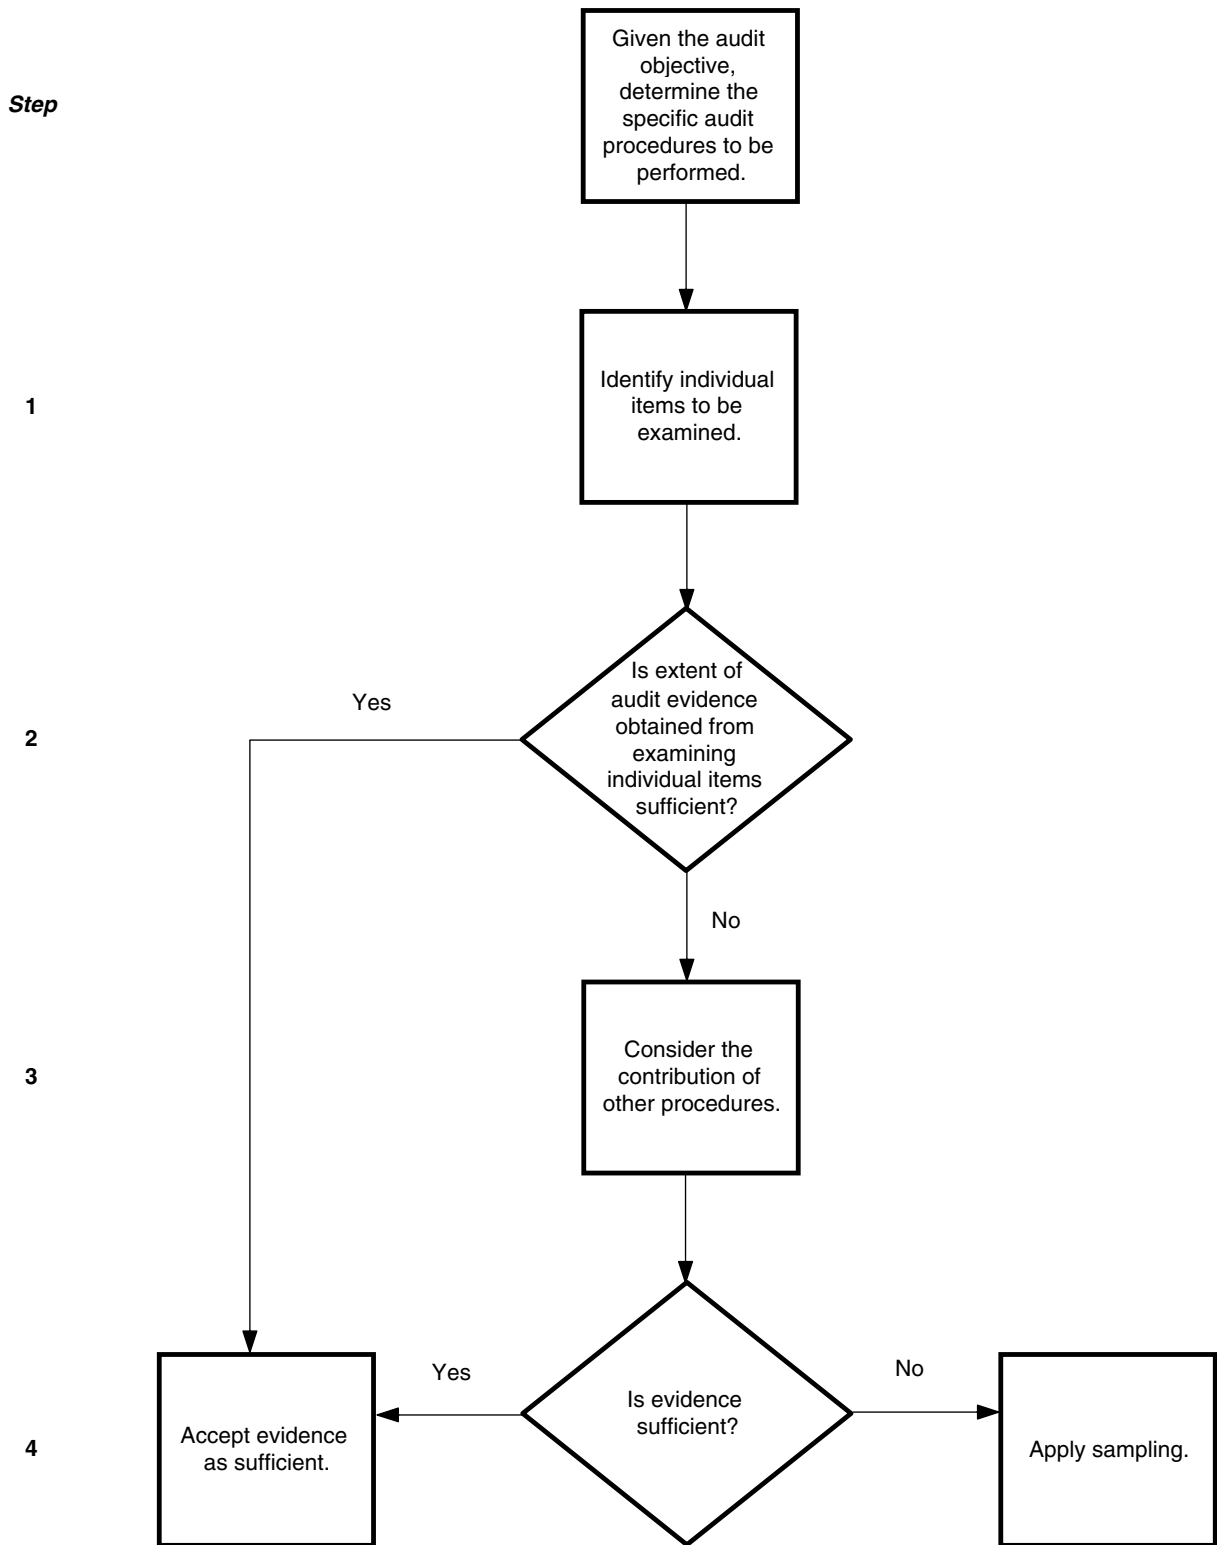 Given the audit
objective,
determine the
specific audit
procedures to be
performed.
Step
Identify individual
items to be
examined.
1
Is extent of
audit evidence
obtained from
examining
individual items
sufficient?
Yes
2
No
Consider the
contribution of
other procedures.
3
Yes
No
Is evidence
sufficient?
Accept evidence
as sufficient.
Apply sampling.
4